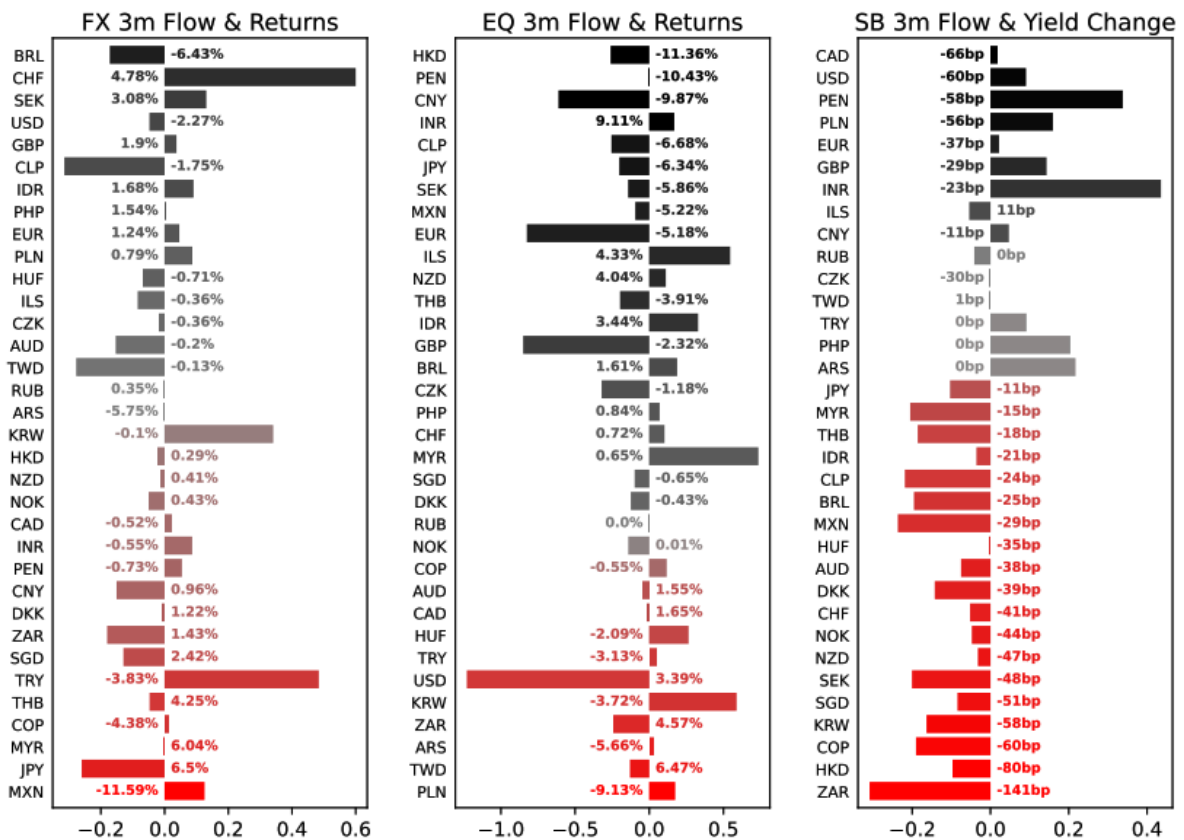 FX 3m Flow & Returns
BRL -6.43%
CHF 4.78%
SEK 3.08%
USD -2.27%
GBP 1.9%
CLP -1.75%
IDR 1.68%
PHP 1.54%
EUR 1.24%
PLN 0.79%
HUF -0.71%
ILS -0.36%
CZK -0.36%
AUD -0.2%
TWD -0.13%
RUB 0.35%
ARS -5.75%
KRW -0.1%
HKD 0.29%
NZD 0.41%
NOK 0.43%
CAD -0.52%
INR -0.55%
PEN -0.73%
CNY 0.96%
DKK 1.22%
ZAR 1.43%
SGD 2.42%
TRY -3.83%
THB 4.25%
COP -4.38%
MYR 6.04%
JPY 6.5%
MXN -11.59%
−0.2 0.0 0.2 0.4 0.6
EQ 3m Flow & Returns
HKD -11.36%
PEN -10.43%
CNY -9.87%
INR 9.11%
CLP -6.68%
JPY -6.34%
SEK -5.86%
MXN -5.22%
EUR -5.18%
ILS 4.33%
NZD 4.04%
THB -3.91%
IDR 3.44%
GBP -2.32%
BRL 1.61%
CZK -1.18%
PHP 0.84%
CHF 0.72%
MYR 0.65%
SGD -0.65%
DKK -0.43%
RUB 0.0%
NOK 0.01%
COP -0.55%
AUD 1.55%
CAD 1.65%
HUF -2.09%
TRY -3.13%
USD 3.39%
KRW -3.72%
ZAR 4.57%
ARS -5.66%
TWD 6.47%
PLN -9.13%
−1.0 −0.5 0.0 0.5
SB 3m Flow & Yield Change
CAD -66bp
USD -60bp
PEN -58bp
PLN -56bp
EUR -37bp
GBP -29bp
INR -23bp
ILS 11bp
CNY -11bp
RUB 0bp
CZK -30bp
TWD 1bp
TRY 0bp
PHP 0bp
ARS 0bp
JPY -11bp
MYR -15bp
THB -18bp
IDR -21bp
CLP -24bp
BRL -25bp
MXN -29bp
HUF -35bp
AUD -38bp
DKK -39bp
CHF -41bp
NOK -44bp
NZD -47bp
SEK -48bp
SGD -51bp
KRW -58bp
COP -60bp
HKD -80bp
ZAR -141bp
−0.2 0.0 0.2 0.4